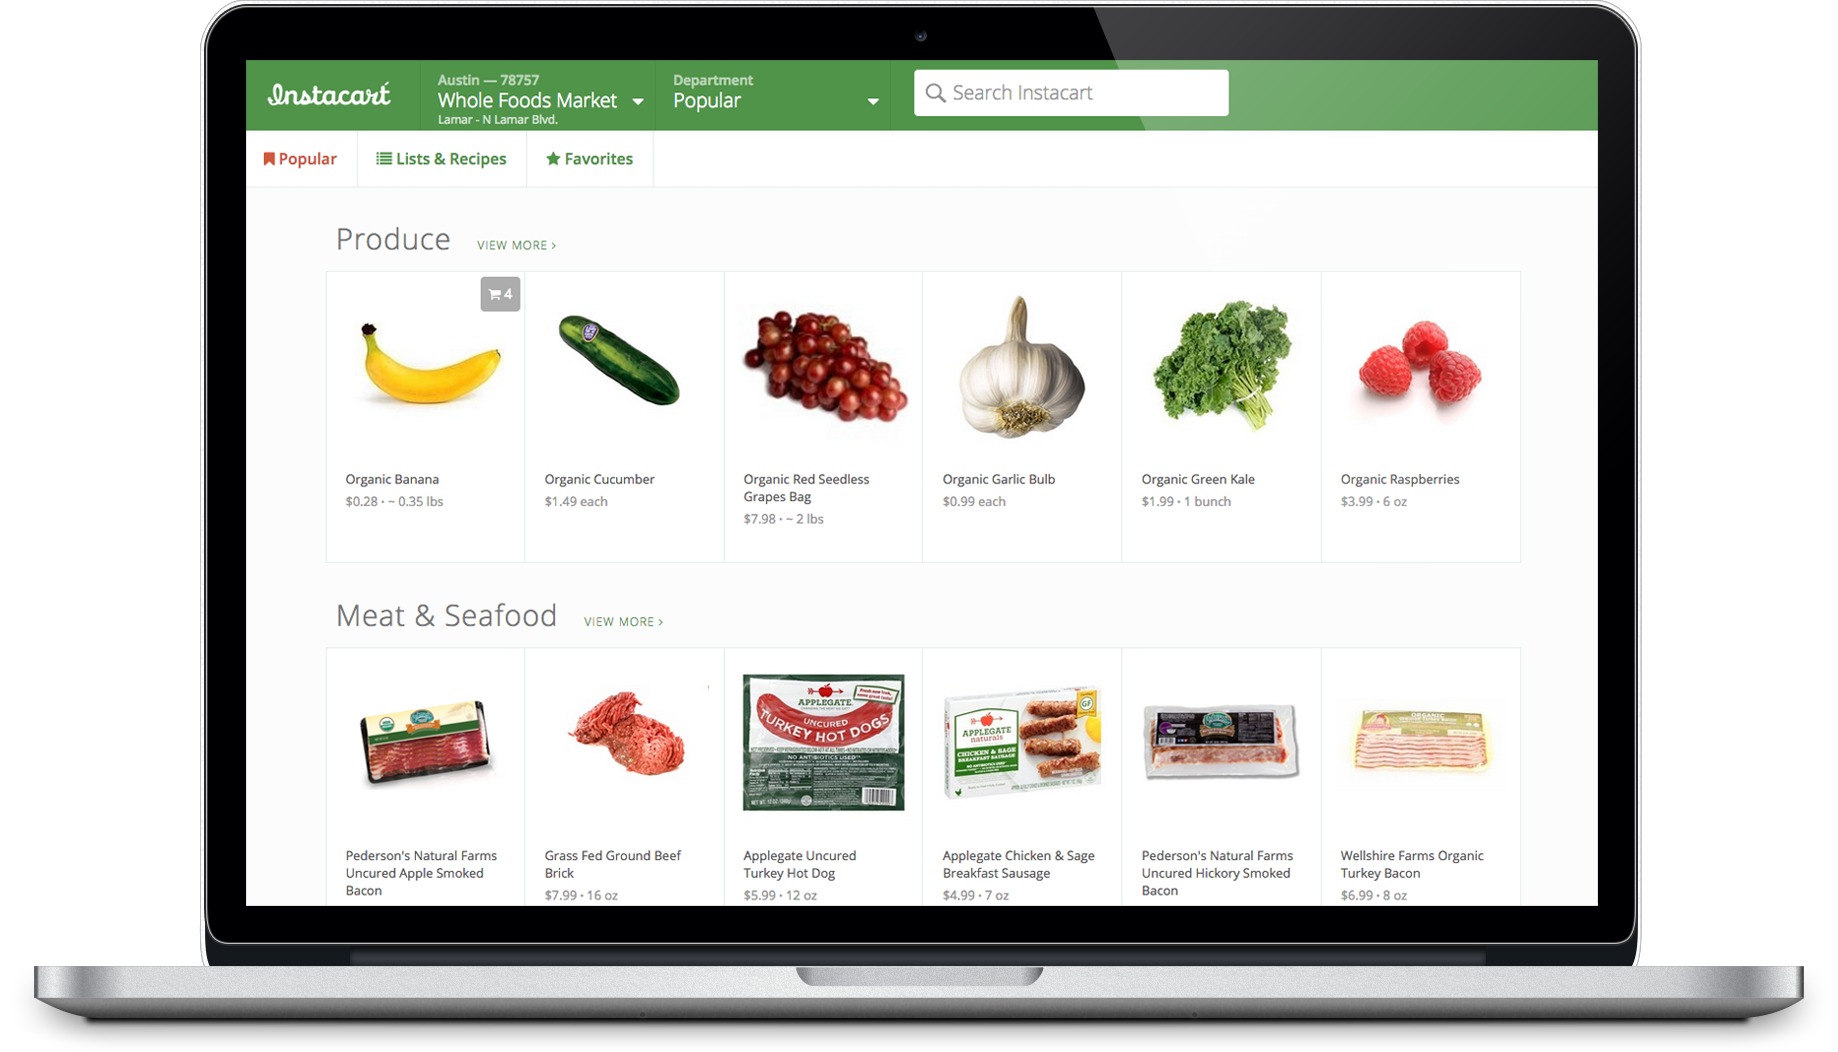 Instacart
Austin — 78757
Whole Foods Market
Lamar - N Lamar Blvd.
Department
Popular
Search Instacart
Popular
Lists & Recipes
Favorites
Produce
VIEW MORE ›
4
Organic Banana
$0.28 • ~ 0.35 lbs
Organic Cucumber
$1.49 each
Organic Red Seedless
Grapes Bag
$7.98 • ~ 2 lbs
Organic Garlic Bulb
$0.99 each
Organic Green Kale
$1.99 • 1 bunch
Organic Raspberries
$3.99 • 6 oz
Meat & Seafood
VIEW MORE ›
APPLEGATE
UNCURED
TURKEY HOT DOGS
NO ANTIBIOTICS USED
APPLEGATE
naturals
CHICKEN & SAGE
BREAKFAST SAUSAGE
NO ANTIBIOTICS USED
GF
ORGANIC
Pederson's Natural Farms
Uncured Apple Smoked
Bacon
Grass Fed Ground Beef
Brick
$7.99 • 16 oz
Applegate Uncured
Turkey Hot Dog
$5.99 • 12 oz
Applegate Chicken & Sage
Breakfast Sausage
$4.99 • 7 oz
Pederson's Natural Farms
Uncured Hickory Smoked
Bacon
Wellshire Farms Organic
Turkey Bacon
$6.99 • 8 oz